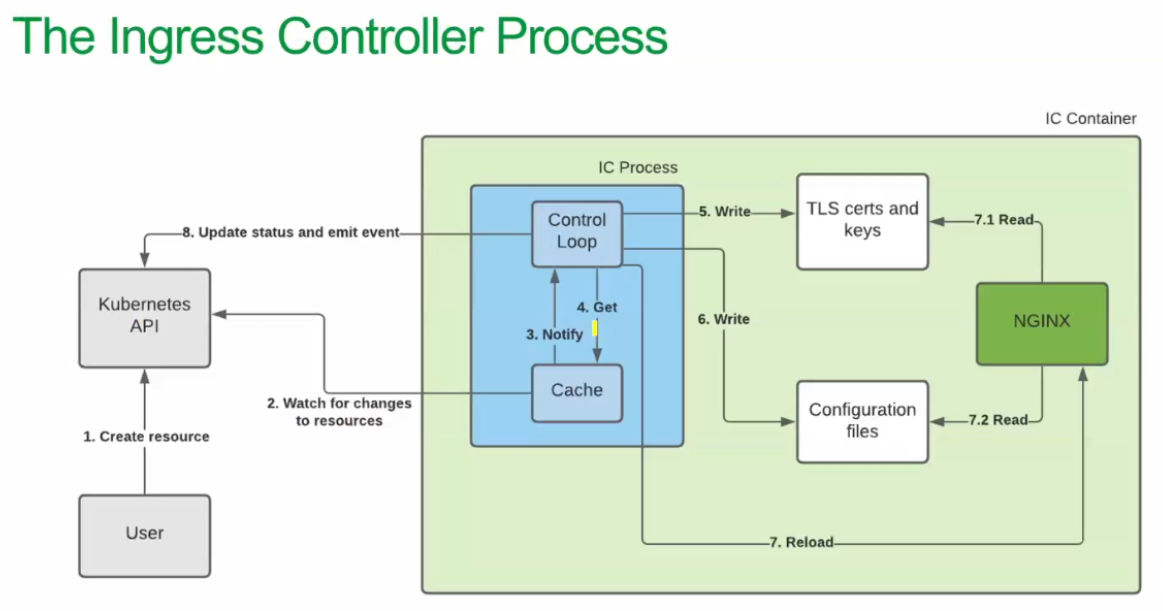 The Ingress Controller Process
IC Container
IC Process
Control
Loop
5. Write
TLS certs and
keys
7.1 Read
8. Update status and emit event
Kubernetes
API
4. Get
3. Notify
6. Write
NGINX
Cache
2. Watch for changes
to resources
Configuration
files
7.2 Read
1. Create resource
User
7. Reload